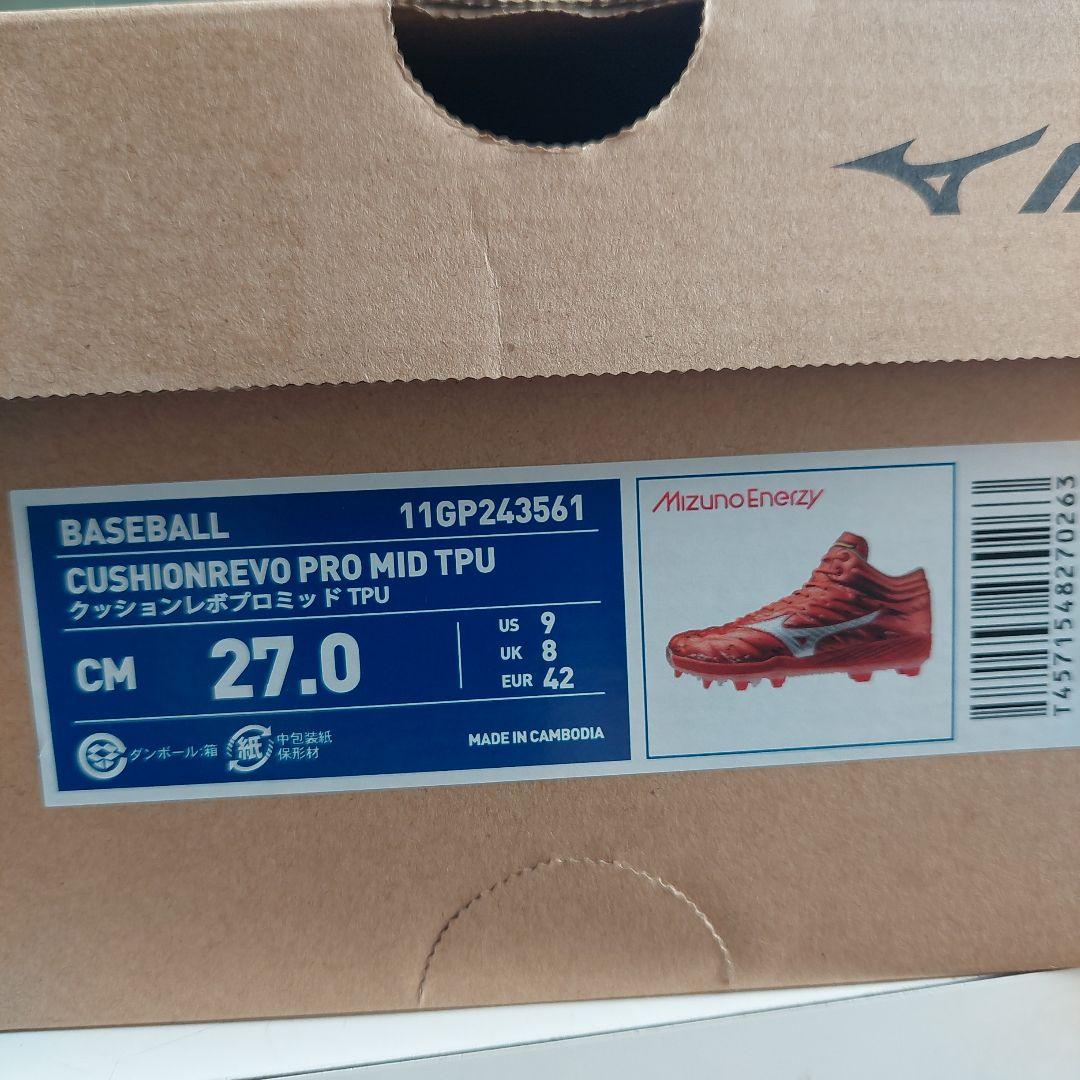 BASEBALL 11GP243561
CUSHIONREVO PRO MID TPU
クッションレボプロミッド TPU
CM 27.0
US 9
UK 8
EUR 42
ダンボール:箱
紙
中包装紙
保形材
MADE IN CAMBODIA
Mizuno Enerzy
T4571548270263